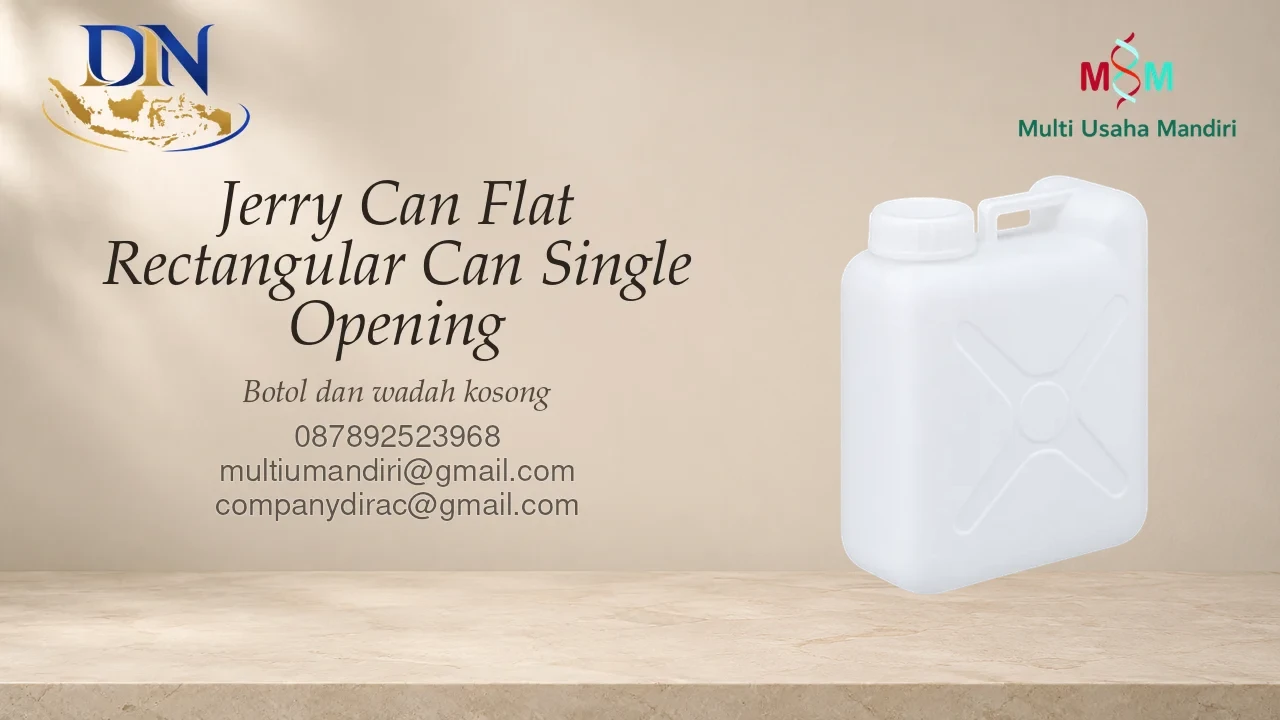 DN
MM
Multi Usaha Mandiri
Jerry Can Flat
Rectangular Can Single
Opening
Botol dan wadah kosong
087892523968
multiumandiri@gmail.com
companydirac@gmail.com